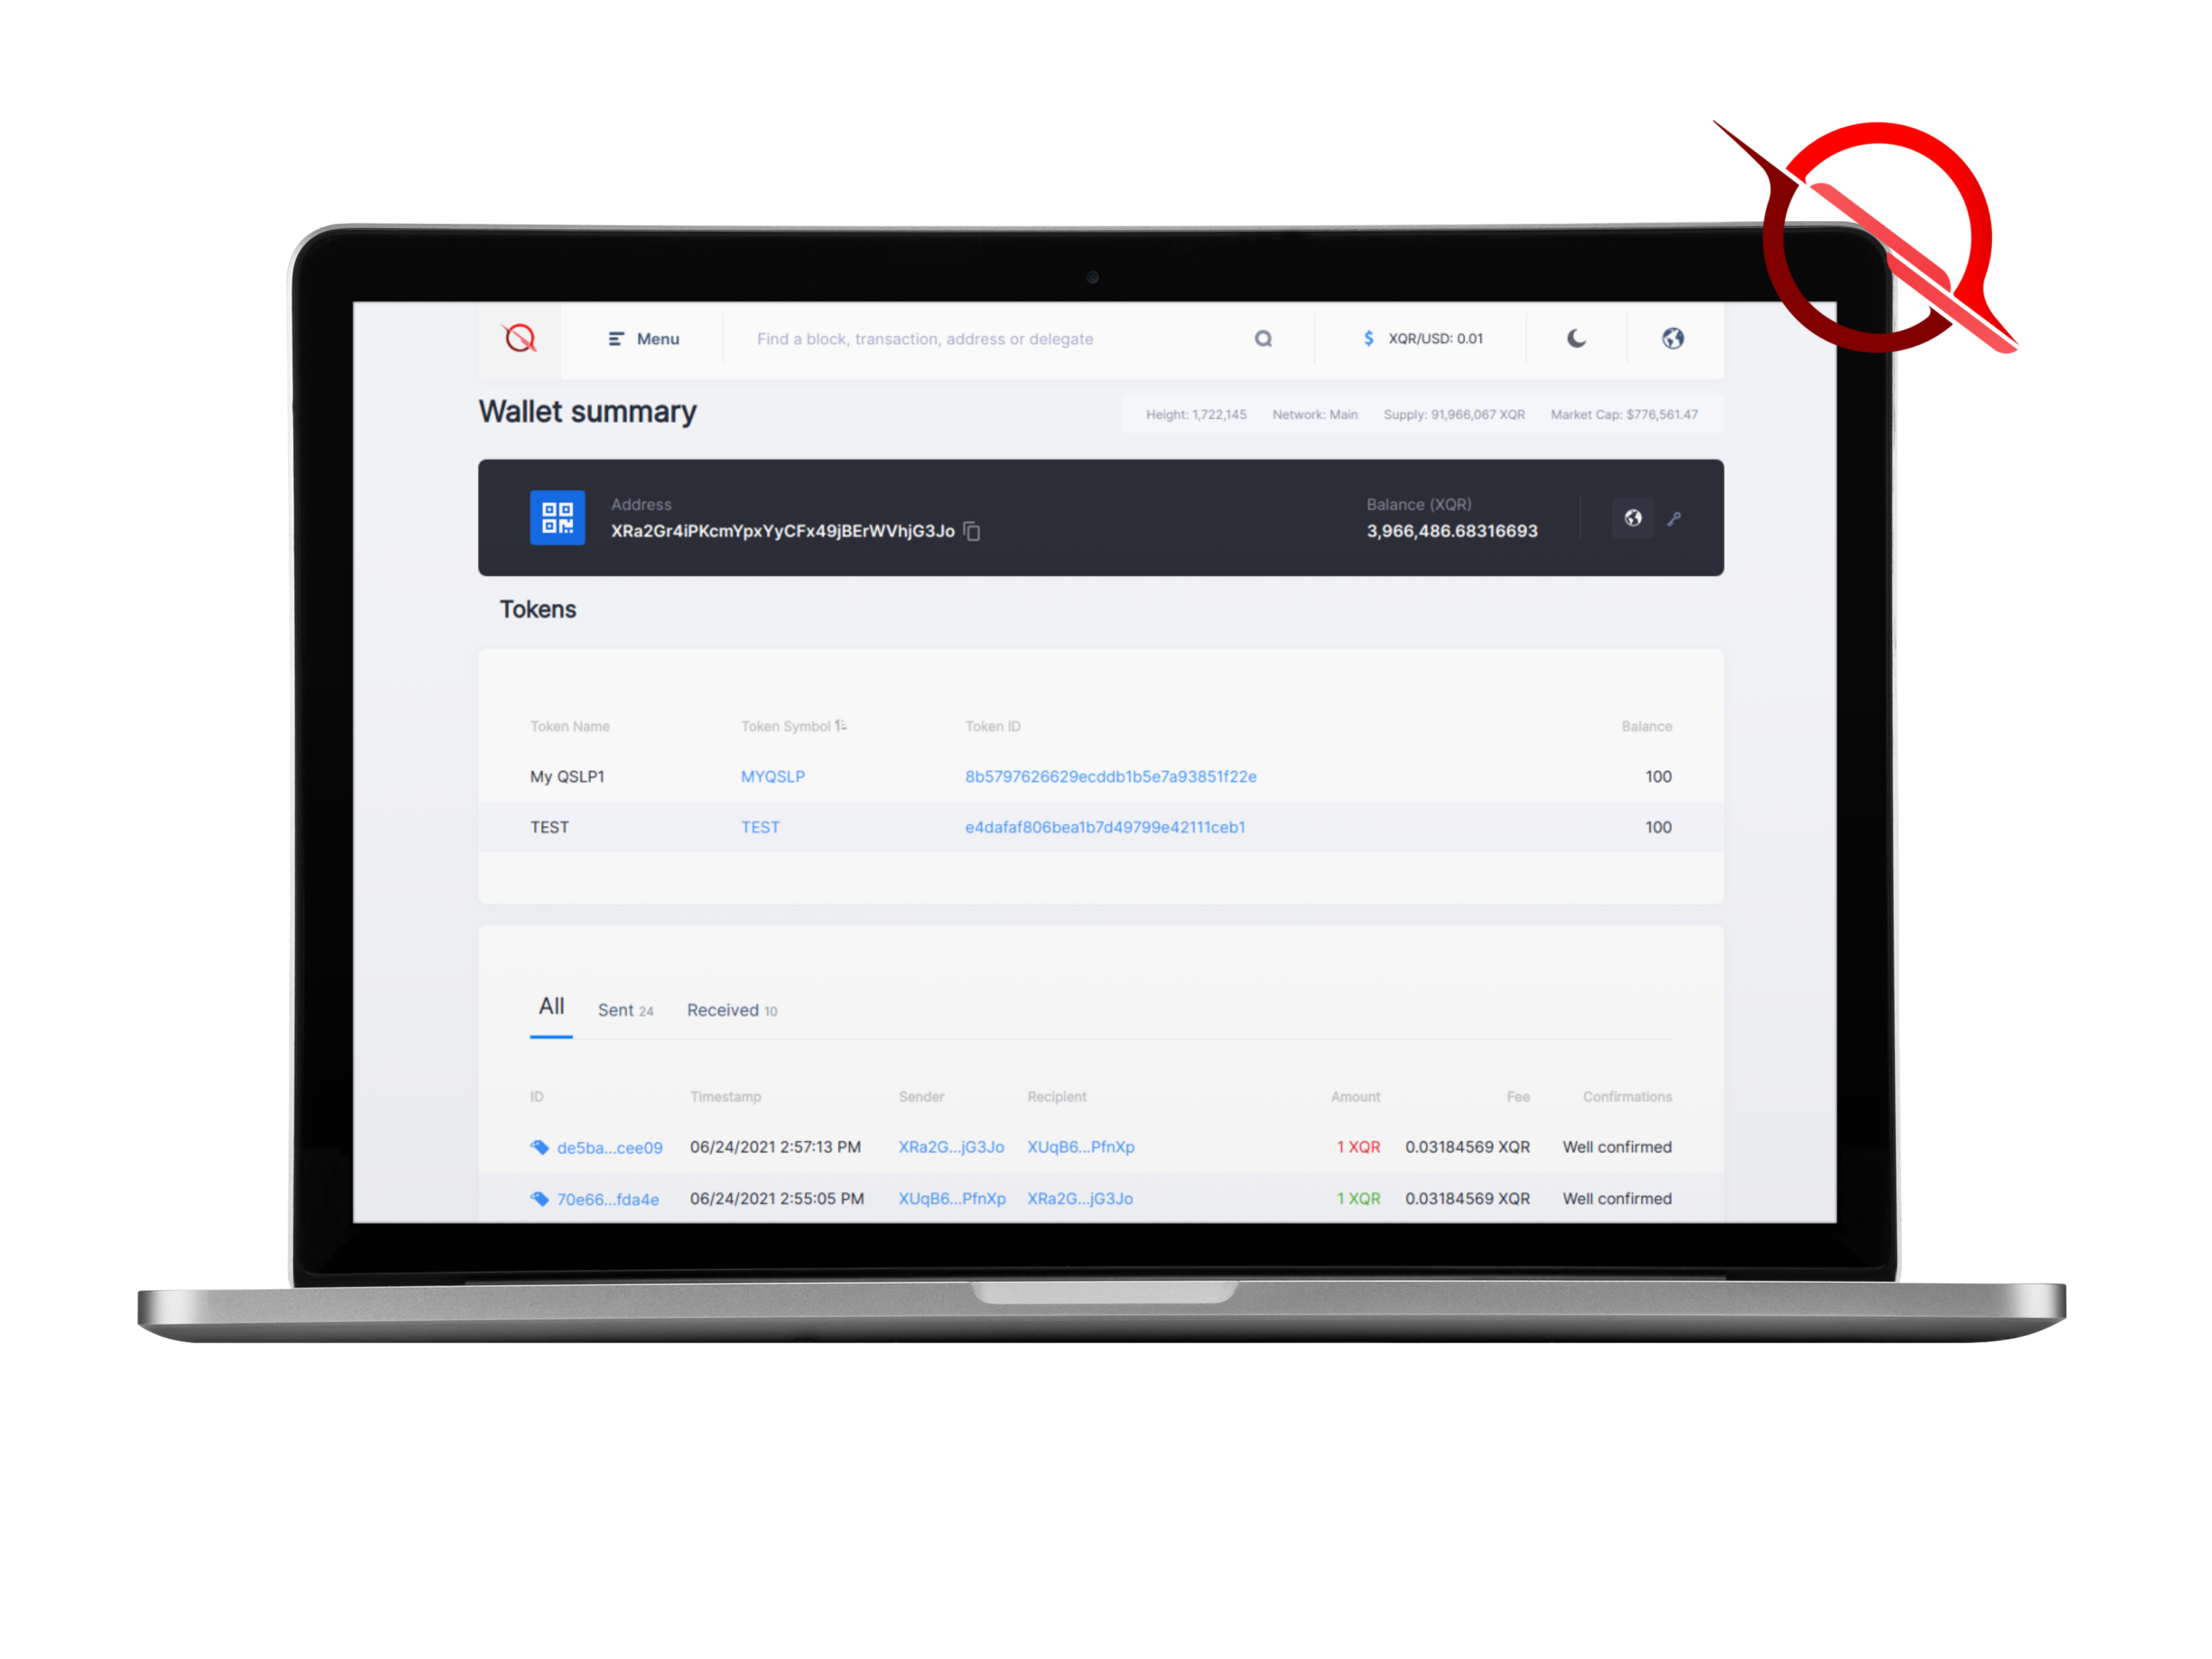 Menu
Find a block, transaction, address or delegate
$ XQR/USD: 0.01
Wallet summary
Height: 1,722,145 Network: Main Supply: 91,966,067 XQR Market Cap: $776,561.47
Address
XRa2Gr4iPKcmYpxYyCFx49jBErWVhjG3Jo
Balance (XQR)
3,966,486.68316693
Tokens
Token Name Token Symbol Token ID Balance
My QSLP1 MYQSLP 8b5797626629ecddb1b5e7a93851f22e 100
TEST TEST e4dafaf806bea1b7d49799e42111ceb1 100
All Sent 24 Received 10
ID Timestamp Sender Recipient Amount Fee Confirmations
de5ba...cee09 06/24/2021 2:57:13 PM XRa2G...jG3Jo XUqB6...PfnXp 1 XQR 0.03184569 XQR Well confirmed
70e66...fda4e 06/24/2021 2:55:05 PM XUqB6...PfnXp XRa2G...jG3Jo 1 XQR 0.03184569 XQR Well confirmed